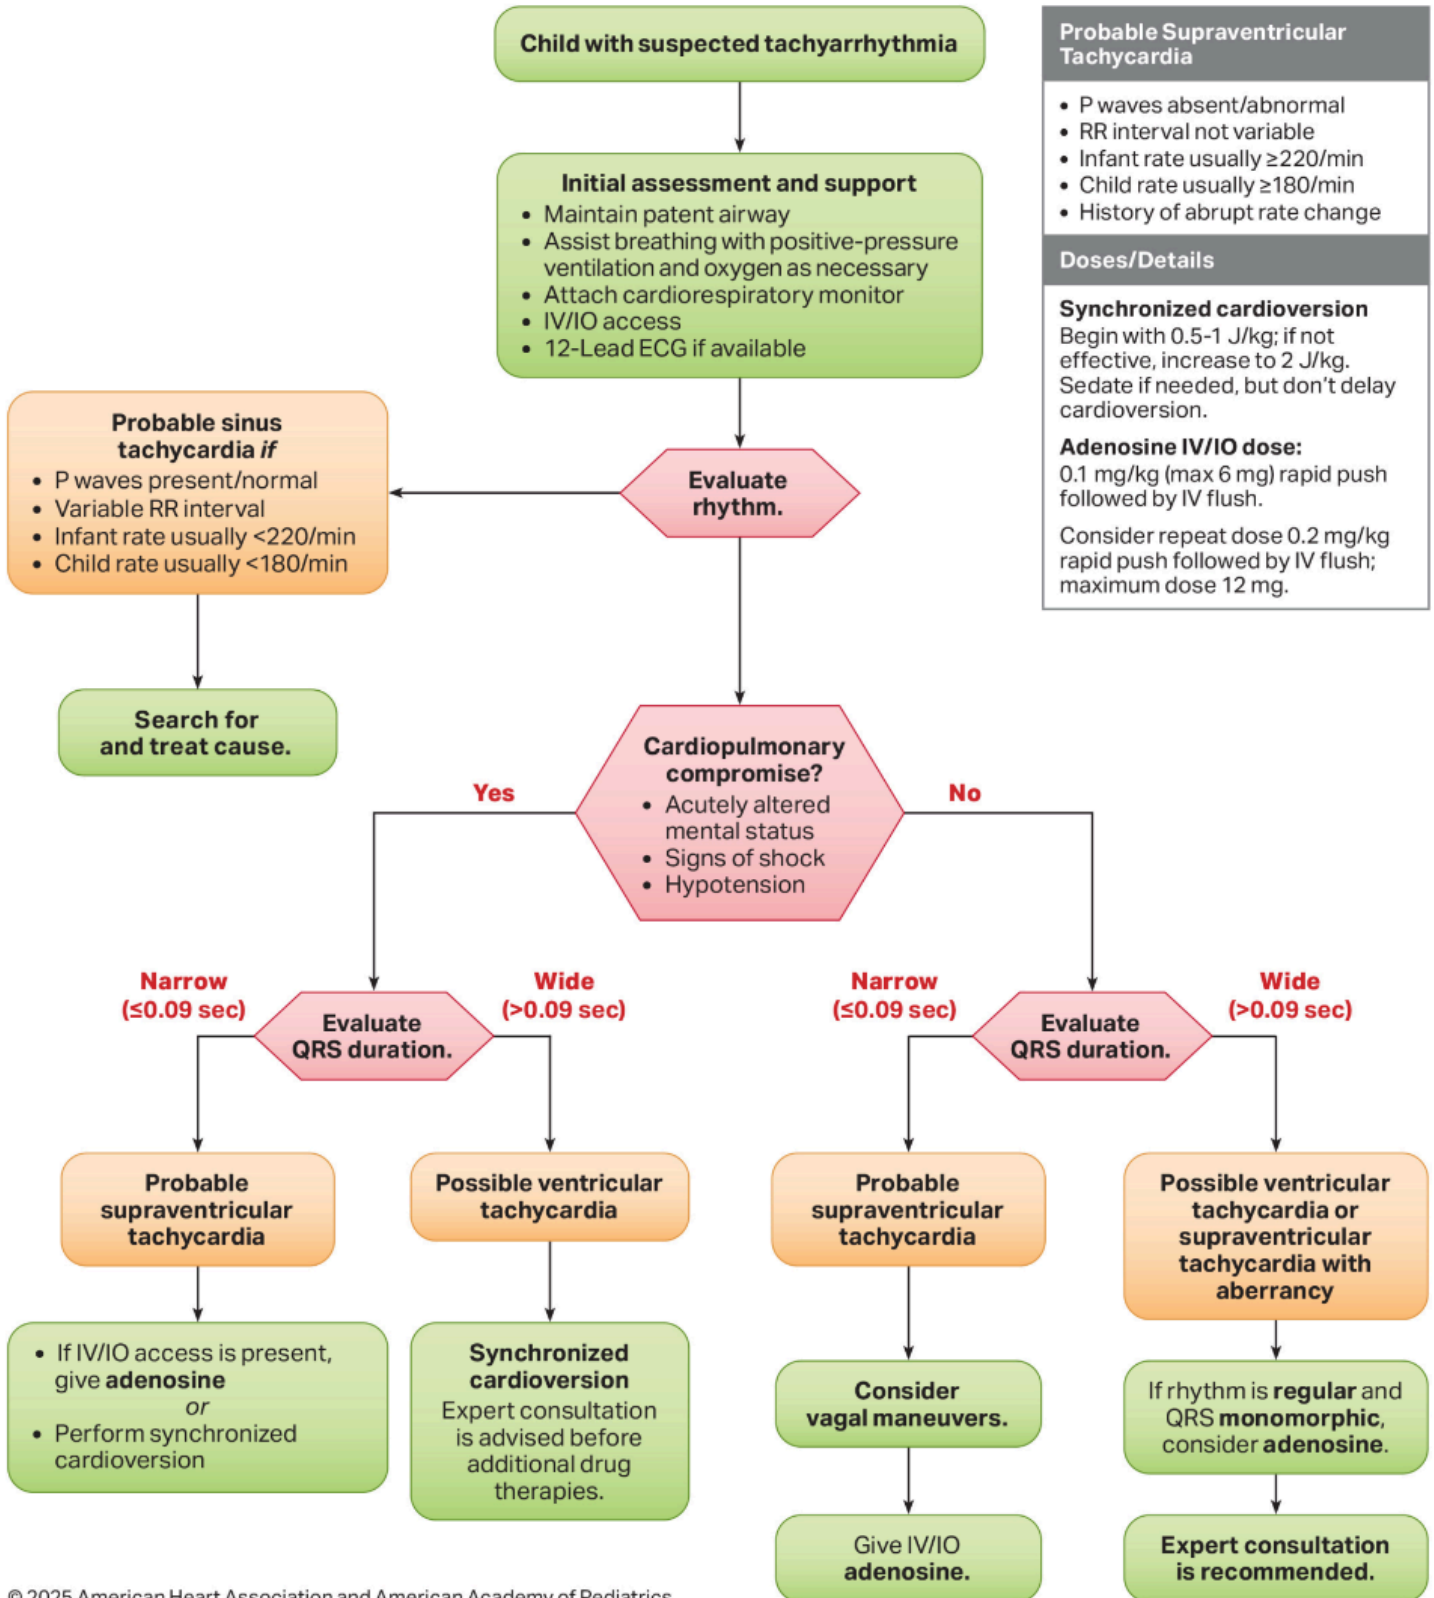 Child with suspected tachyarrhythmia
Initial assessment and support
• Maintain patent airway
• Assist breathing with positive-pressure
ventilation and oxygen as necessary
• Attach cardiorespiratory monitor
• IV/IO access
• 12-Lead ECG if available
Probable Supraventricular
Tachycardia
• P waves absent/abnormal
• RR interval not variable
• Infant rate usually ≥220/min
• Child rate usually ≥180/min
• History of abrupt rate change
Doses/Details
Synchronized cardioversion
Begin with 0.5-1 J/kg; if not
effective, increase to 2 J/kg.
Sedate if needed, but don't delay
cardioversion.
Adenosine IV/IO dose:
0.1 mg/kg (max 6 mg) rapid push
followed by IV flush.
Consider repeat dose 0.2 mg/kg
rapid push followed by IV flush;
maximum dose 12 mg.
Evaluate
rhythm.
Probable sinus
tachycardia if
• P waves present/normal
• Variable RR interval
• Infant rate usually <220/min
• Child rate usually <180/min
Search for
and treat cause.
Cardiopulmonary
compromise?
• Acutely altered
mental status
• Signs of shock
• Hypotension
Yes
No
Narrow
(≤0.09 sec)
Evaluate
QRS duration.
Wide
(>0.09 sec)
Narrow
(≤0.09 sec)
Evaluate
QRS duration.
Wide
(>0.09 sec)
Probable
supraventricular
tachycardia
• If IV/IO access is present,
give adenosine
or
• Perform synchronized
cardioversion
Possible ventricular
tachycardia
Synchronized
cardioversion
Expert consultation
is advised before
additional drug
therapies.
Probable
supraventricular
tachycardia
Consider
vagal maneuvers.
Give IV/IO
adenosine.
Possible ventricular
tachycardia or
supraventricular
tachycardia with
aberrancy
If rhythm is regular and
QRS monomorphic,
consider adenosine.
Expert consultation
is recommended.
© 2025 American Heart Association and American Academy of Pediatrics